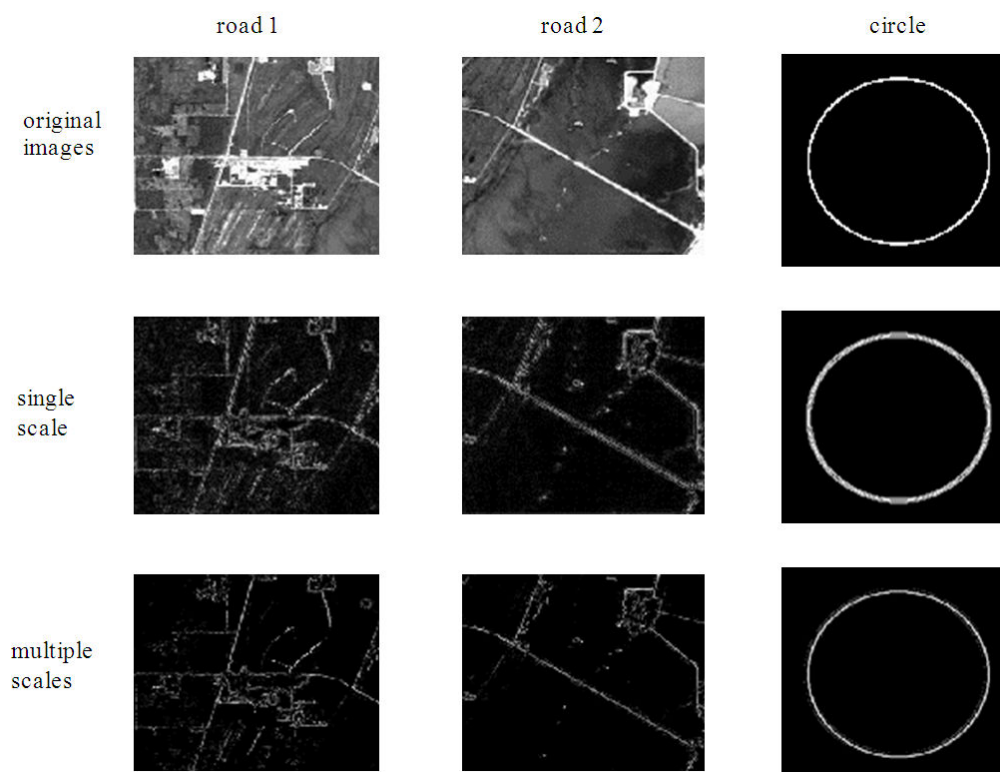 road 1
road 2
circle
original
images
single
scale
multiple
scales